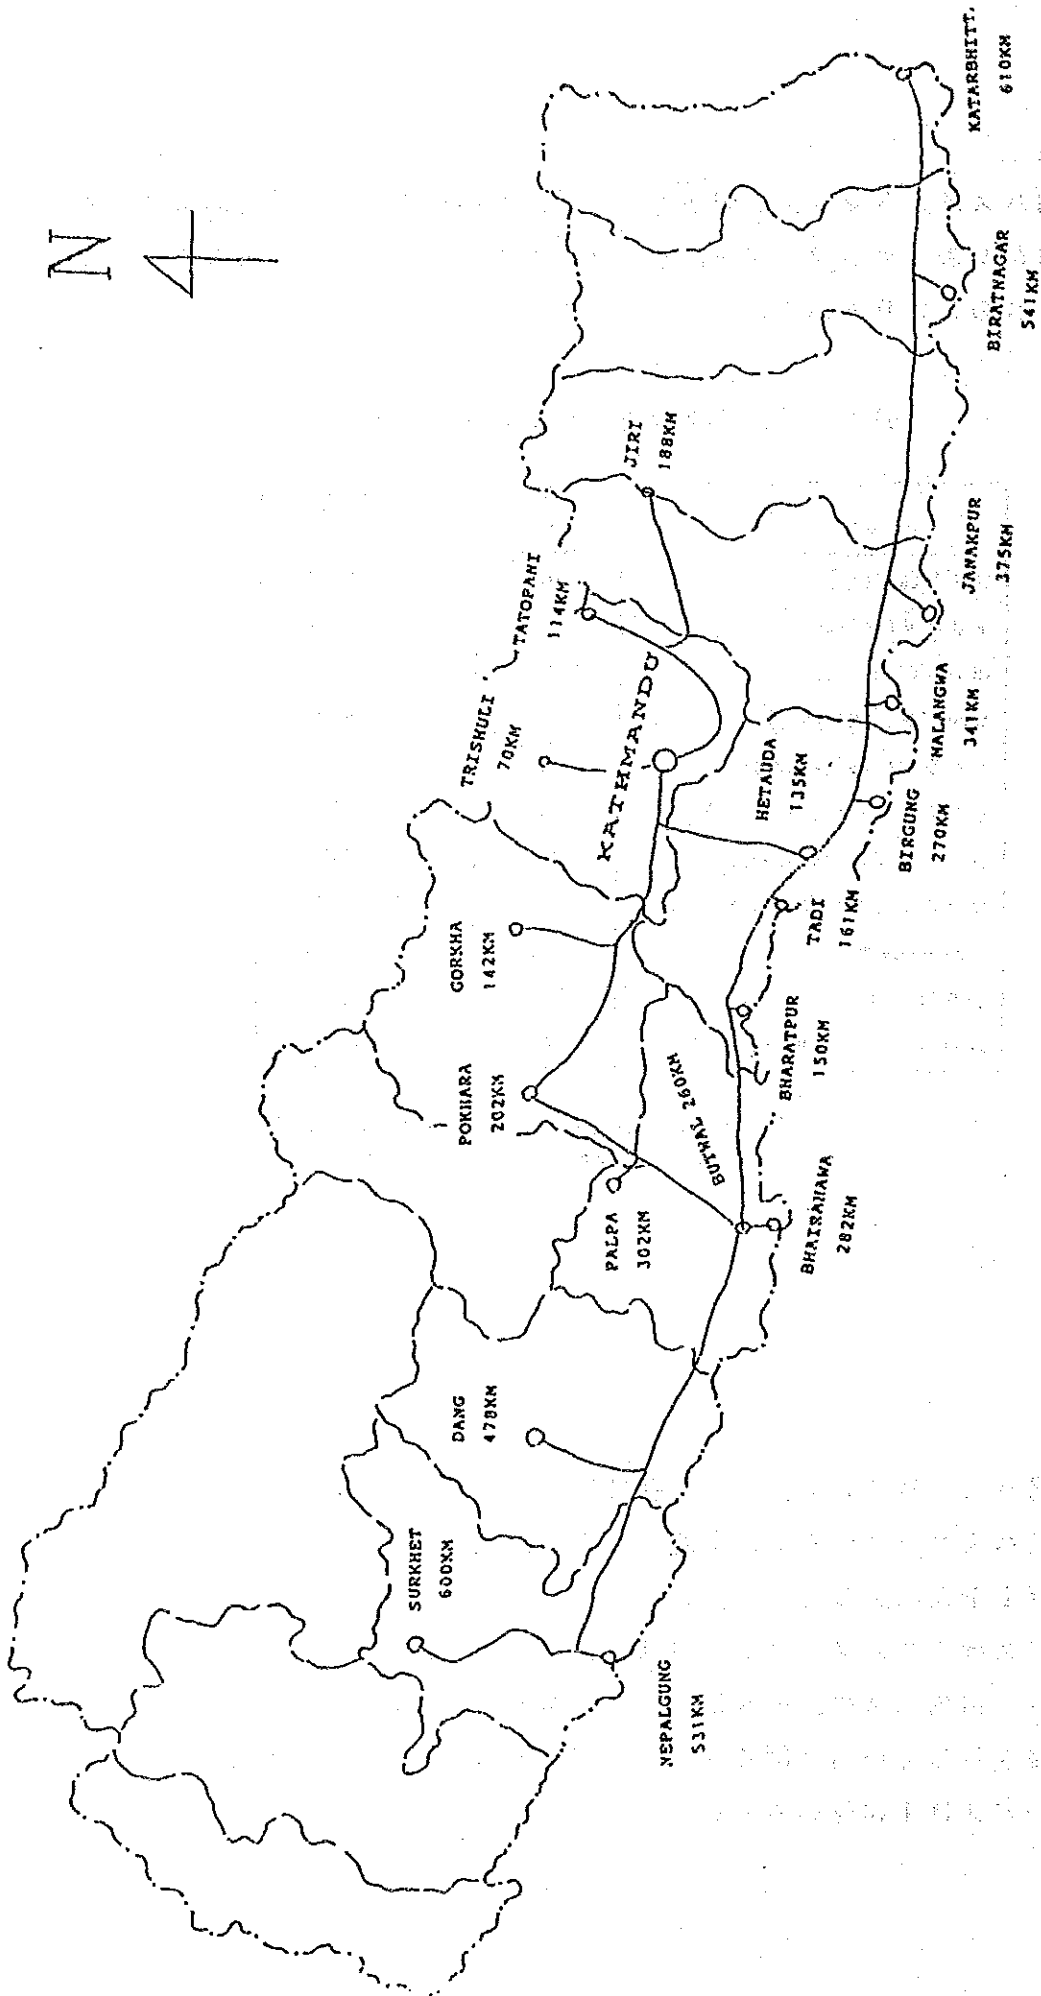 N
KATARBHITT.
610KM
BIRATNAGAR
541KM
JIRI
188KM
JANAKPUR
375KM
TATOPANI
114KM
MALANGWA
341KM
TRISHULI
70KM
KATHMANDU
HETAUDA
135KM
BIRGUNG
270KM
GORKHA
142KM
TADI
161KM
POKHARA
202KM
BHARATPUR
150KM
BUTWAL 260KM
PALPA
302KM
BHAIRAHAWA
282KM
DANG
478KM
SURKHET
600KM
NEPALGUNG
531KM